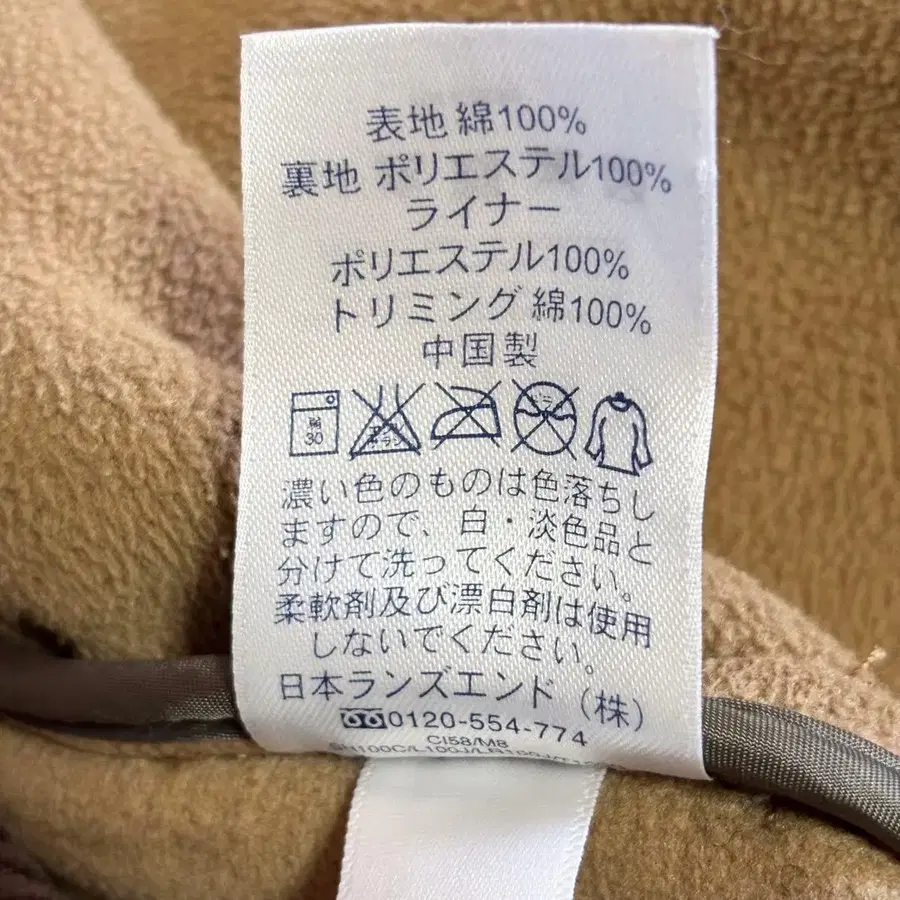 表地 綿100%
裏地 ポリエステル100%
ライナー
ポリエステル100%
トリミング 綿100%
中国製
弱
30
濃い色のものは色落ちし
ますので、白・淡色品と
分けて洗ってください。
柔軟剤及び漂白剤は使用
しないでください。
日本ランズエンド（株）
0120-554-774
CI58/M8